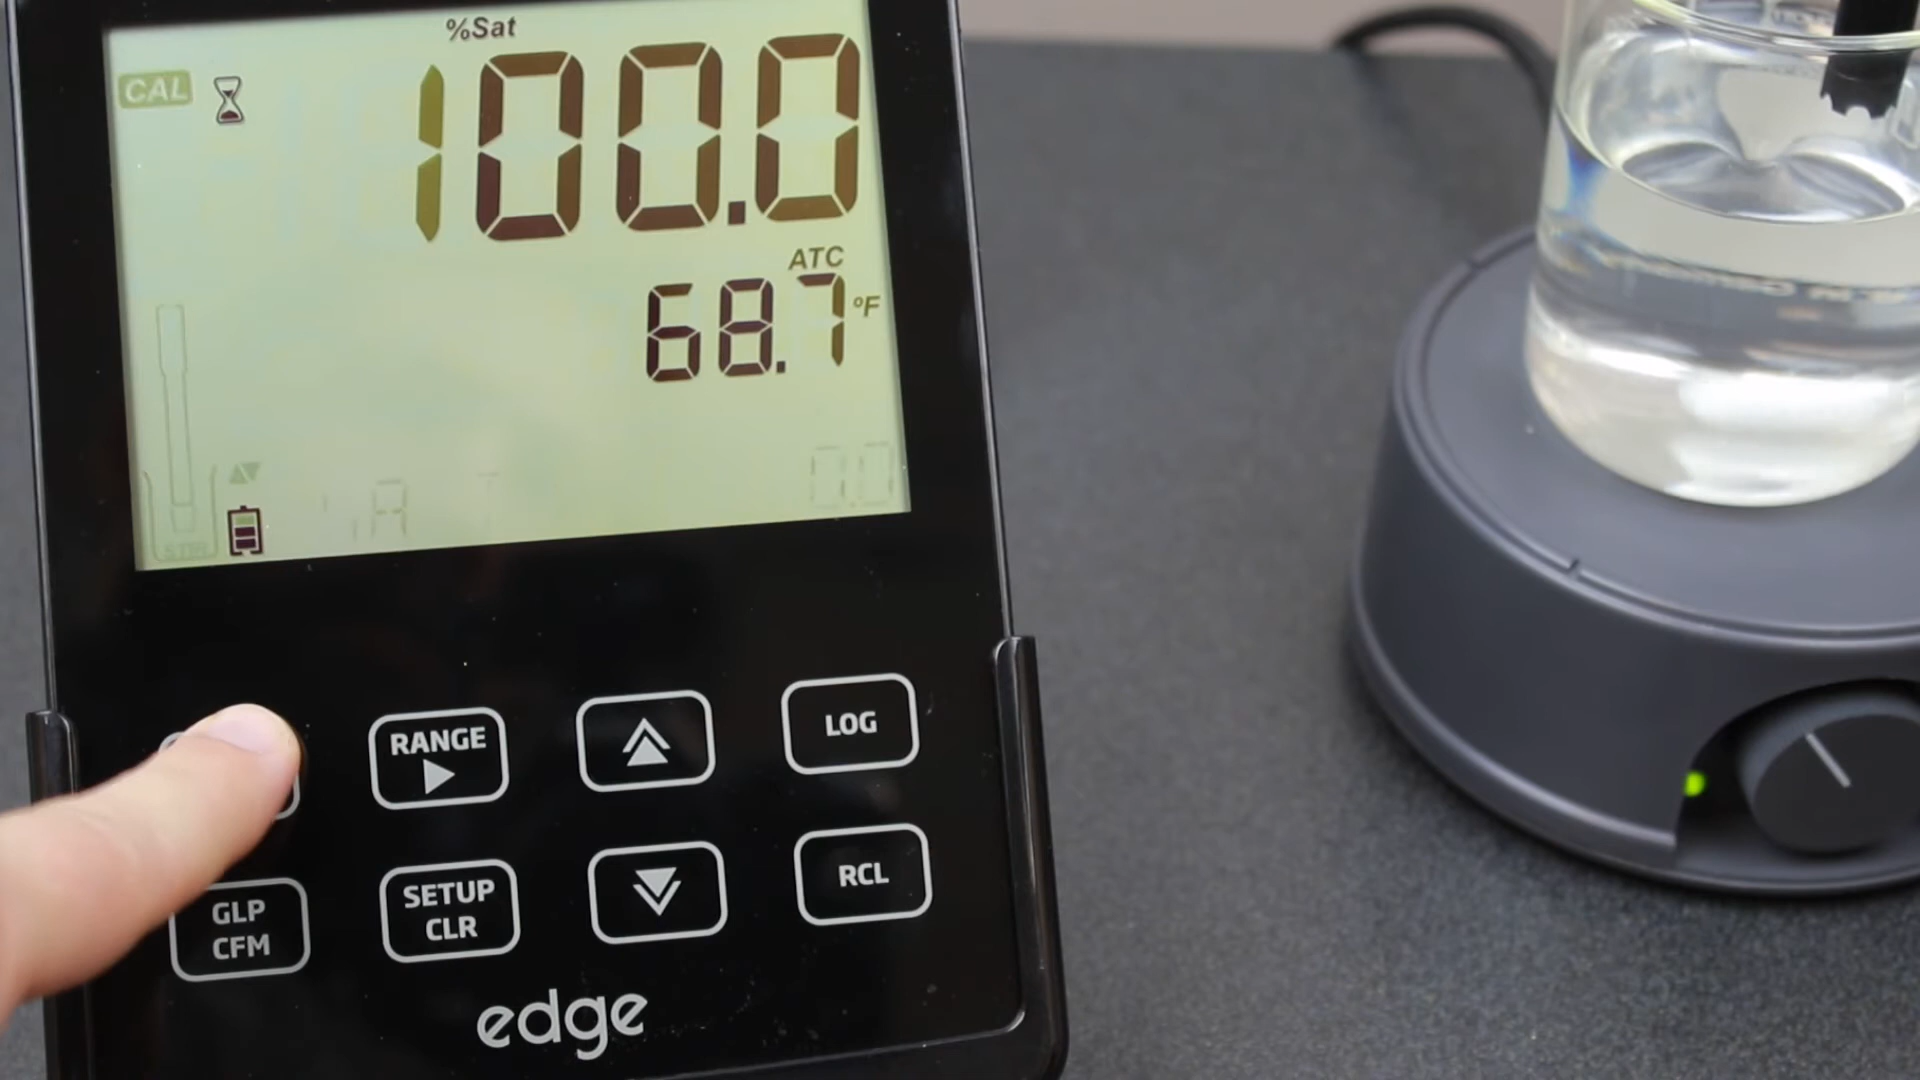 %Sat
CAL
100.0
ATC
68.7 °F
RANGE
LOG
GLP
CFM
SETUP
CLR
RCL
edge